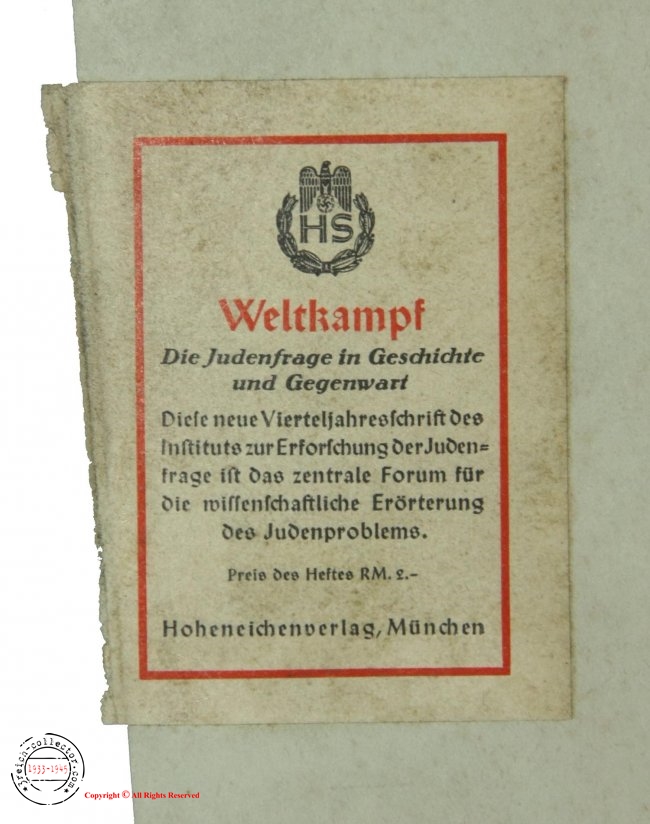 HS
Weltkampf
Die Judenfrage in Geschichte
und Gegenwart
Dieſe neue Vierteljahresſchrift des
Inſtituts zur Erforſchung der Juden=
frage iſt das zentrale Forum für
die wiſſenſchaftliche Erörterung
des Judenproblems.
Preis des Heftes RM. 2.-
Hoheneichenverlag, München
3reich-collector.com
1933-1945
Copyright © All Rights Reserved